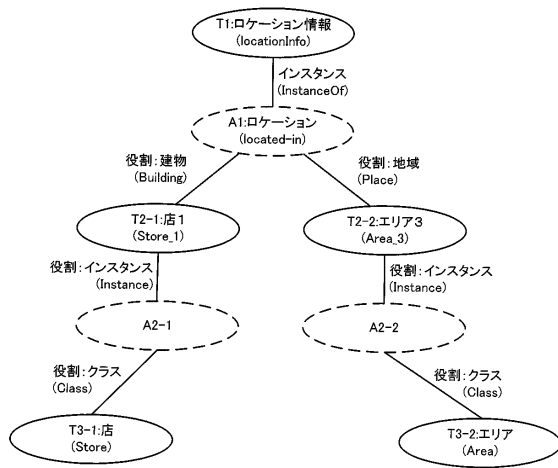 T1:ロケーション情報
(locationInfo)
インスタンス
(InstanceOf)
A1:ロケーション
(located-in)
役割:建物
(Building)
役割:地域
(Place)
T2-1:店1
(Store_1)
T2-2:エリア3
(Area_3)
役割:インスタンス
(Instance)
役割:インスタンス
(Instance)
A2-1
A2-2
役割:クラス
(Class)
役割:クラス
(Class)
T3-1:店
(Store)
T3-2:エリア
(Area)